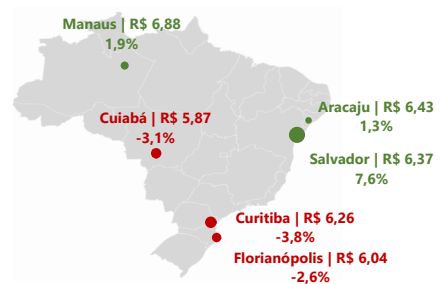 Manaus | R$ 6,88
1,9%
Aracaju | R$ 6,43
1,3%
Cuiabá | R$ 5,87
-3,1%
Salvador | R$ 6,37
7,6%
Curitiba | R$ 6,26
-3,8%
Florianópolis | R$ 6,04
-2,6%